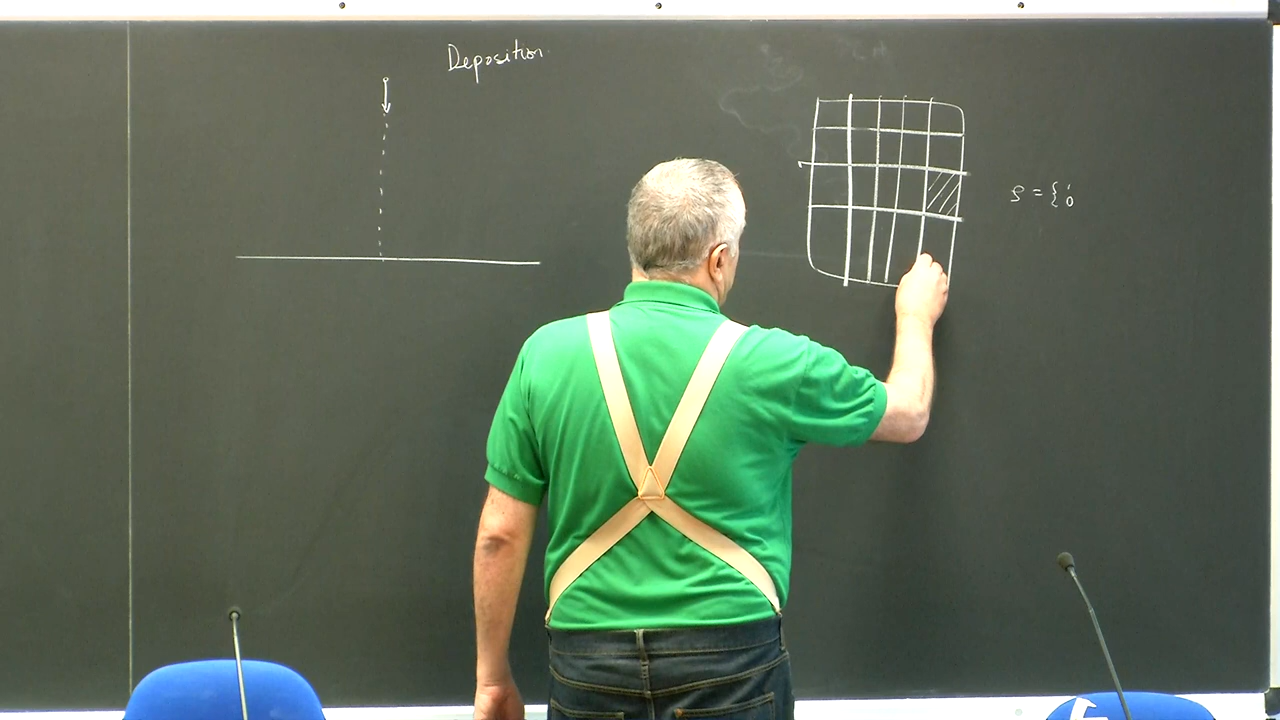 Deposition
ρ = { 1
0